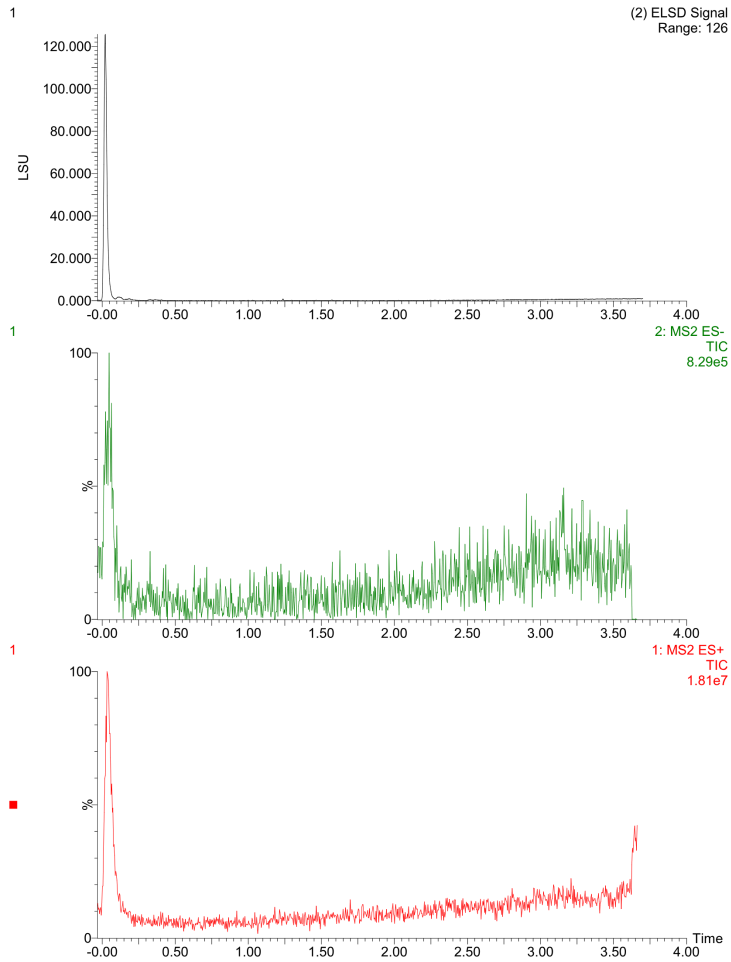 1
(2) ELSD Signal
Range: 126
LSU
120.000
100.000
80.000
60.000
40.000
20.000
0.000
-0.00 0.50 1.00 1.50 2.00 2.50 3.00 3.50 4.00
1
2: MS2 ES-
TIC
8.29e5
100
%
0
-0.00 0.50 1.00 1.50 2.00 2.50 3.00 3.50 4.00
1
1: MS2 ES+
TIC
1.81e7
100
%
0
Time
-0.00 0.50 1.00 1.50 2.00 2.50 3.00 3.50 4.00